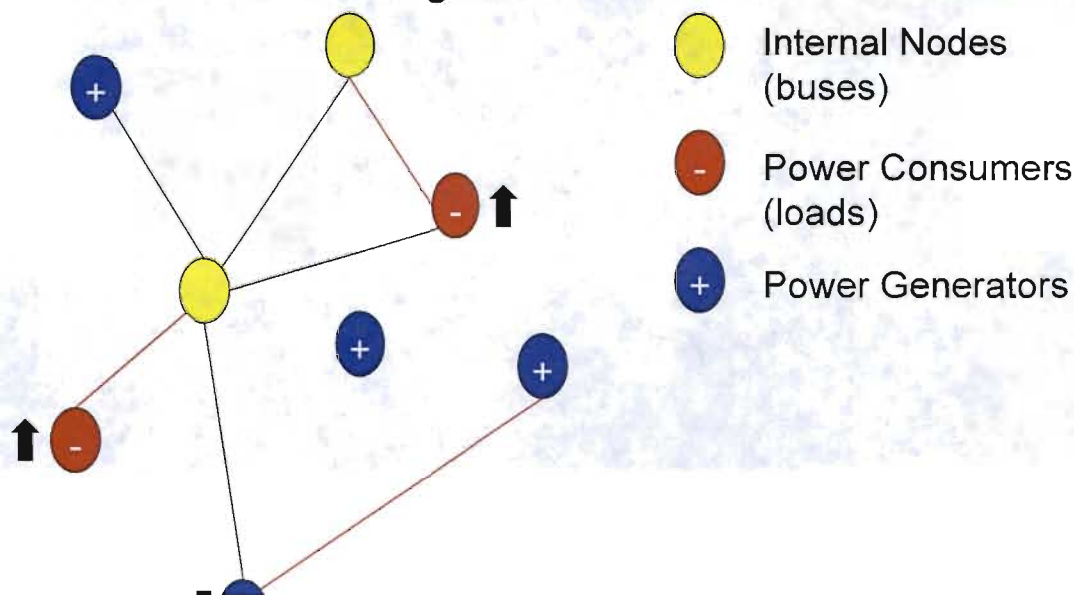 Internal Nodes
(buses)
+
-
Power Consumers
(loads)
-
+
Power Generators
+
+
-